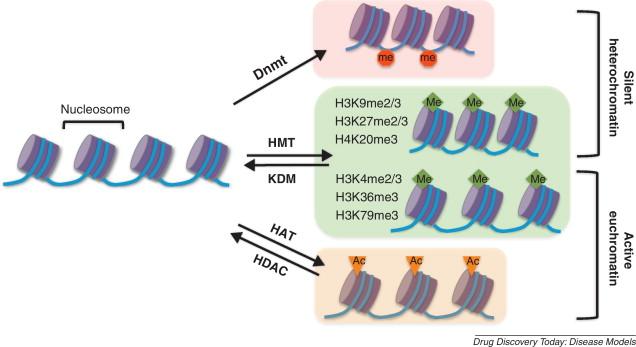 Dnmt
me
me
Nucleosome
HMT
KDM
H3K9me2/3
H3K27me2/3
H4K20me3
Me
Me
Me
H3K4me2/3
H3K36me3
H3K79me3
Me
Me
Me
HAT
HDAC
Ac
Ac
Ac
Silent
heterochromatin
Active
euchromatin
Drug Discovery Today: Disease Models